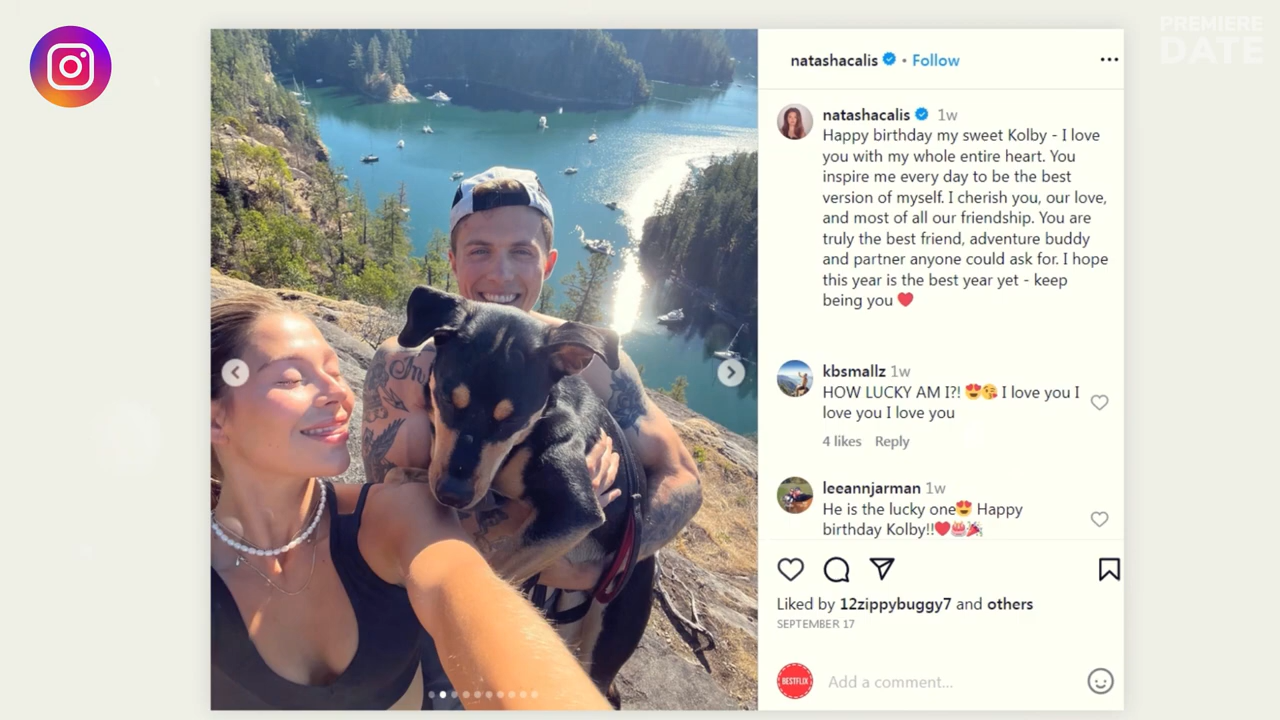 PREMIERE
DATE
natashacalis • Follow
natashacalis 1w
Happy birthday my sweet Kolby - I love
you with my whole entire heart. You
inspire me every day to be the best
version of myself. I cherish you, our love,
and most of all our friendship. You are
truly the best friend, adventure buddy
and partner anyone could ask for. I hope
this year is the best year yet - keep
being you ❤️
kbsmallz 1w
HOW LUCKY AM I?! 😍😘 I love you I
love you I love you
4 likes Reply
leeannjarman 1w
He is the lucky one😍 Happy
birthday Kolby!!❤️🎂🎉
Liked by 12zippybuggy7 and others
SEPTEMBER 17
BESTFLIX
Add a comment...